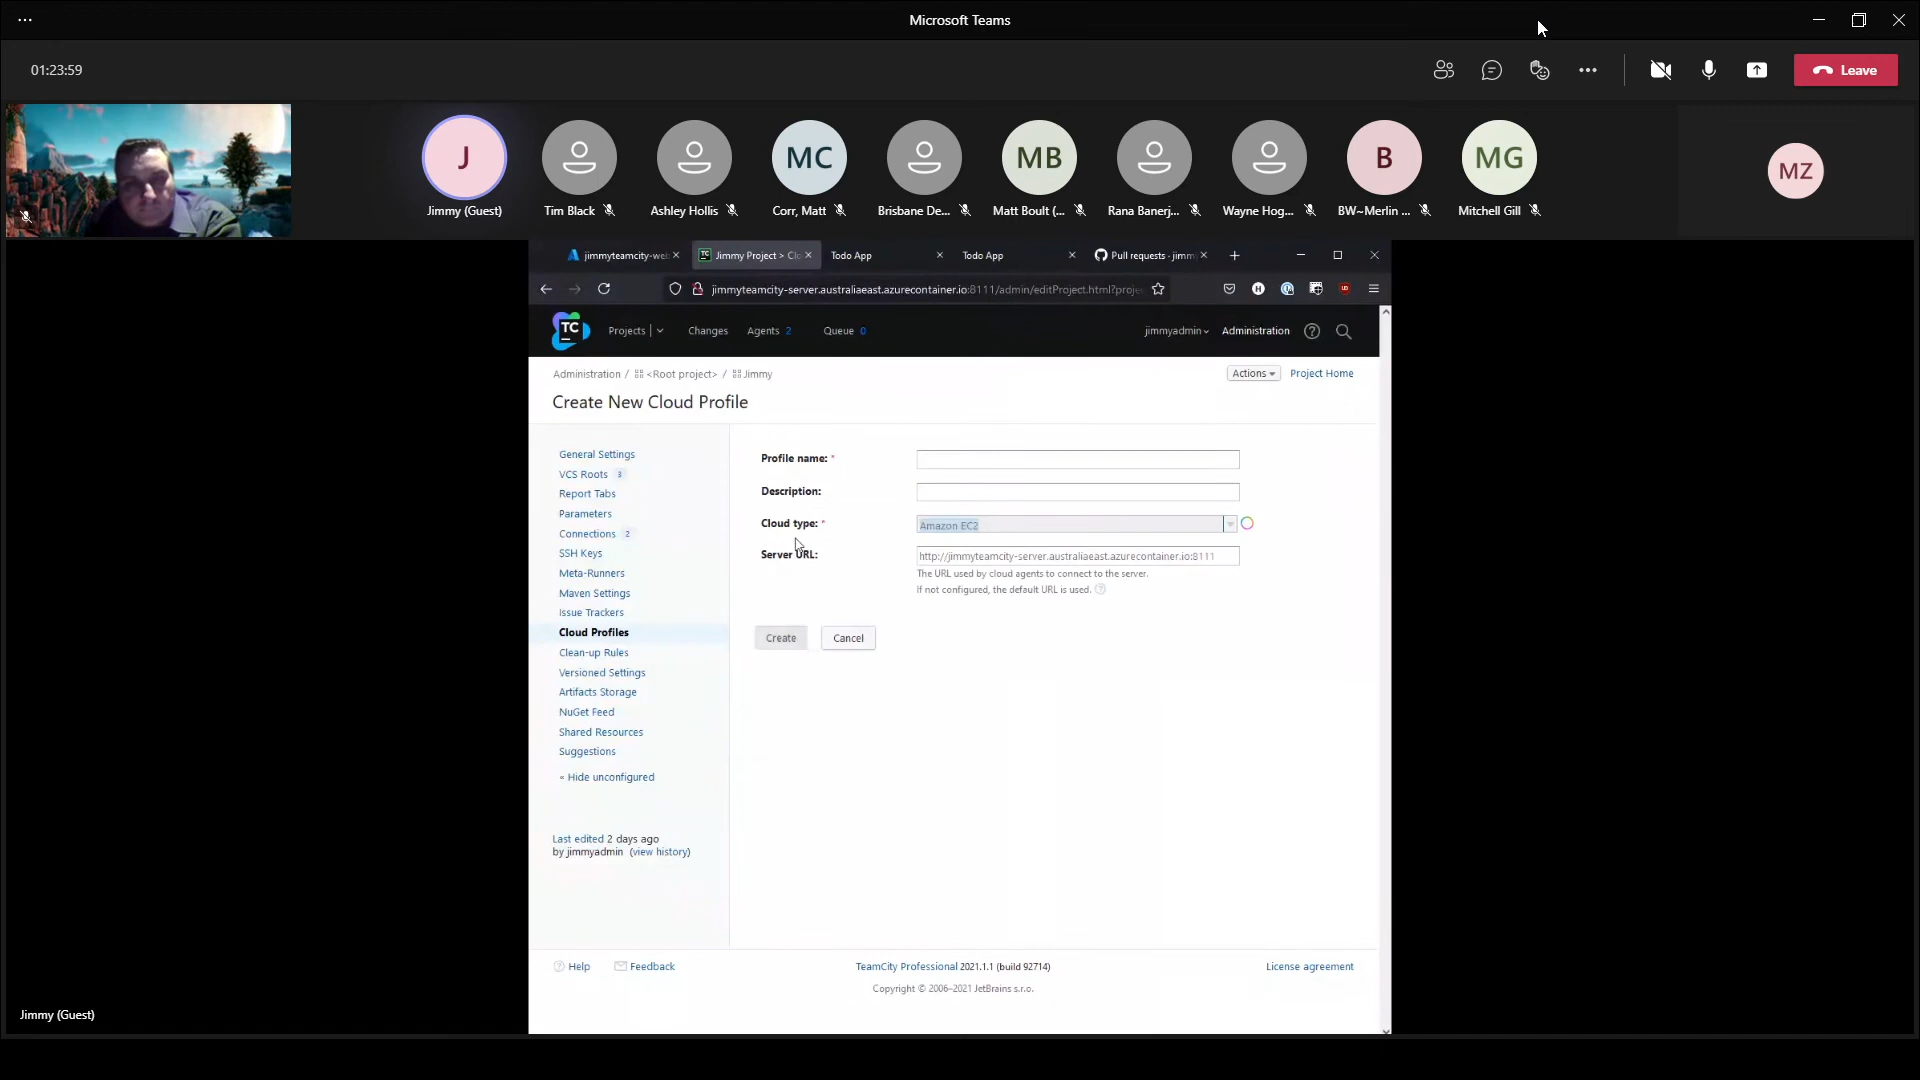 Microsoft Teams
01:23:59
Leave
J
MC
MB
B
MG
MZ
Jimmy (Guest)
Tim Black
Ashley Hollis
Corr, Matt
Brisbane De...
Matt Boult (...
Rana Banerj...
Wayne Hog...
BW~Merlin ...
Mitchell Gill
jimmyteamcity-web
Jimmy Project > Clo
Todo App
Todo App
Pull requests · jimm
jimmyteamcity-server.australiaeast.azurecontainer.io:8111/admin/editProject.html?proje
TC
Projects
Changes
Agents 2
Queue 0
jimmyadmin
Administration
Administration / <Root project> / Jimmy
Actions
Project Home
Create New Cloud Profile
General Settings
VCS Roots 3
Report Tabs
Parameters
Connections 2
SSH Keys
Meta-Runners
Maven Settings
Issue Trackers
Cloud Profiles
Clean-up Rules
Versioned Settings
Artifacts Storage
NuGet Feed
Shared Resources
Suggestions
« Hide unconfigured
Last edited 2 days ago
by jimmyadmin (view history)
Profile name: *
Description:
Cloud type: *
Amazon EC2
Server URL:
http://jimmyteamcity-server.australiaeast.azurecontainer.io:8111
The URL used by cloud agents to connect to the server.
If not configured, the default URL is used.
Create
Cancel
Help
Feedback
TeamCity Professional 2021.1.1 (build 92714)
License agreement
Copyright © 2006–2021 JetBrains s.r.o.
Jimmy (Guest)